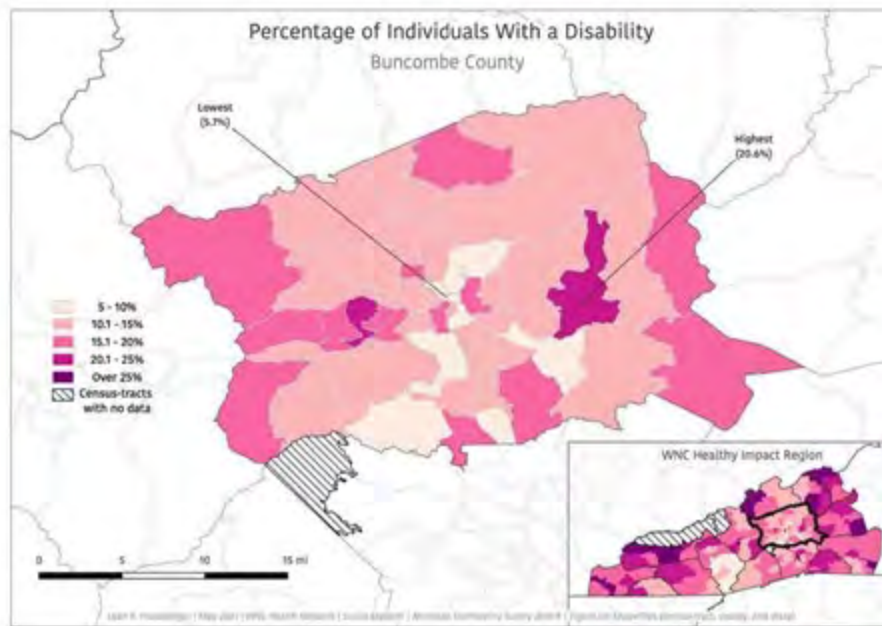 Percentage of Individuals With a Disability
Buncombe County
Lowest
(5.7%)
Highest
(20.6%)
5 - 10%
10.1 - 15%
15.1 - 20%
20.1 - 25%
Over 25%
Census-tracts
with no data
WNC Healthy Impact Region
0 5 10 15 mi